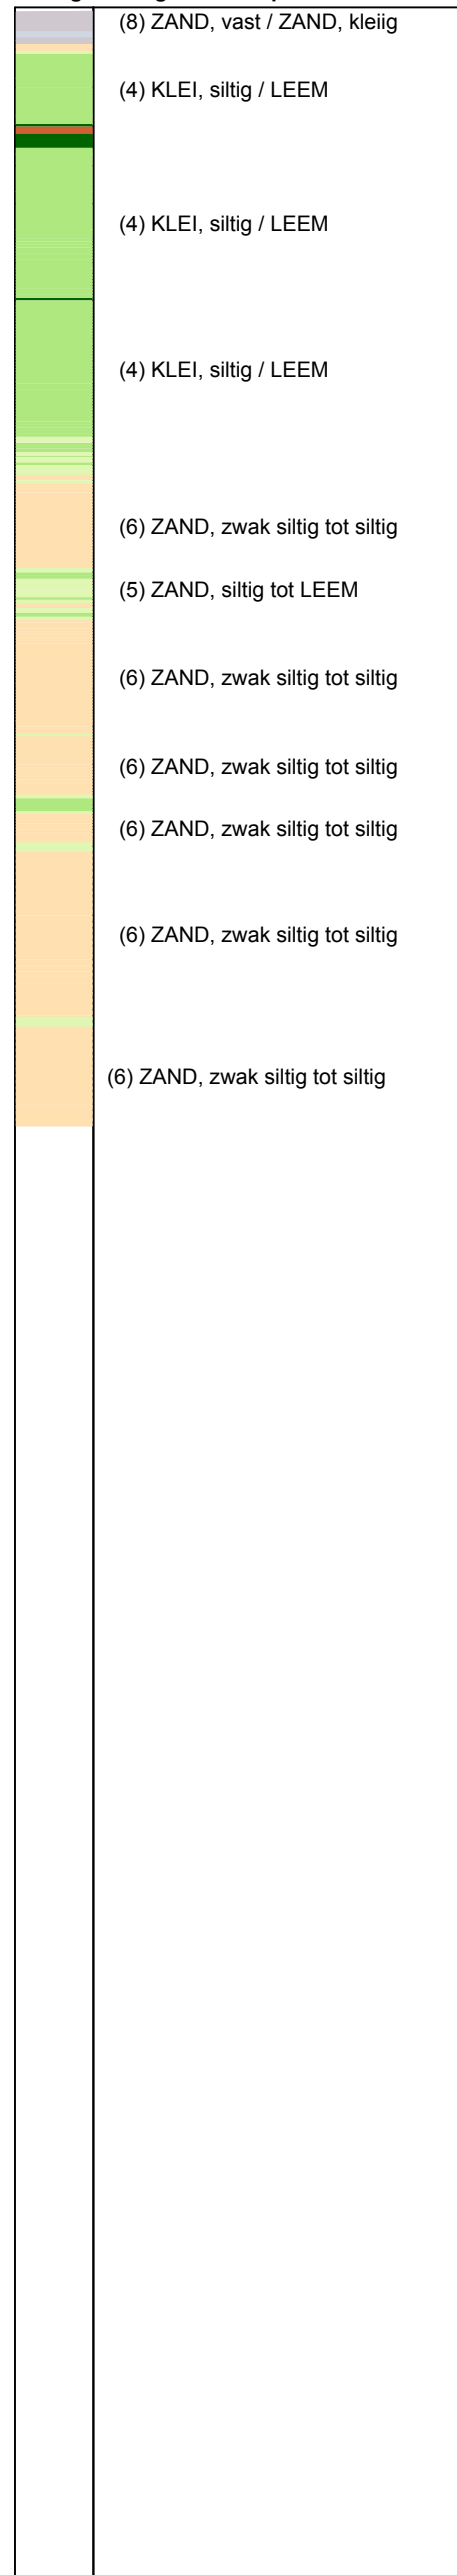 (8) ZAND, vast / ZAND, kleiig
(4) KLEI, siltig / LEEM
(4) KLEI, siltig / LEEM
(4) KLEI, siltig / LEEM
(6) ZAND, zwak siltig tot siltig
(5) ZAND, siltig tot LEEM
(6) ZAND, zwak siltig tot siltig
(6) ZAND, zwak siltig tot siltig
(6) ZAND, zwak siltig tot siltig
(6) ZAND, zwak siltig tot siltig
(6) ZAND, zwak siltig tot siltig